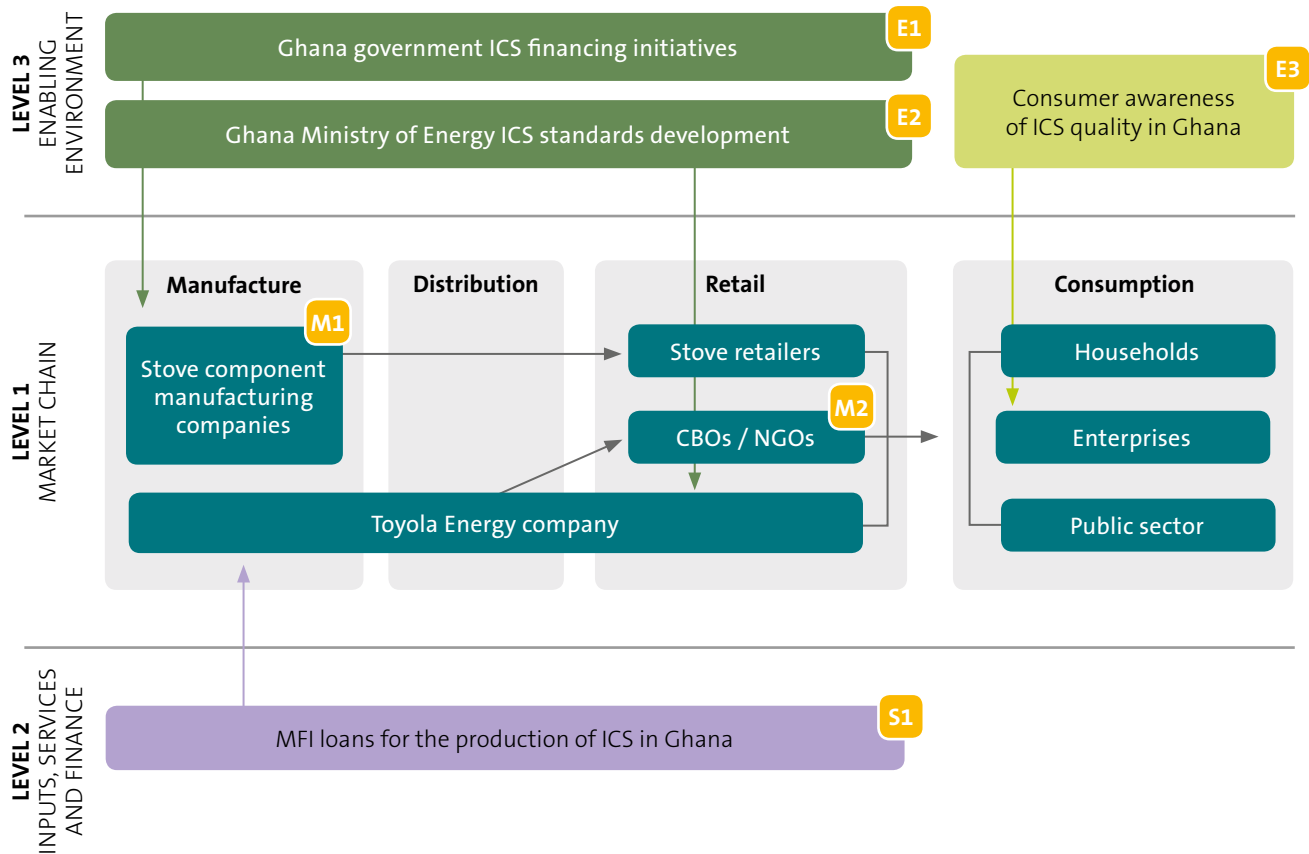 LEVEL 3
ENABLING
ENVIRONMENT
Ghana government ICS financing initiatives
E1
Ghana Ministry of Energy ICS standards development
E2
Consumer awareness
of ICS quality in Ghana
E3
LEVEL 1
MARKET CHAIN
Manufacture
Distribution
Retail
Consumption
Stove component
manufacturing
companies
M1
Stove retailers
CBOs / NGOs
M2
Toyola Energy company
Households
Enterprises
Public sector
LEVEL 2
INPUTS, SERVICES
AND FINANCE
MFI loans for the production of ICS in Ghana
S1